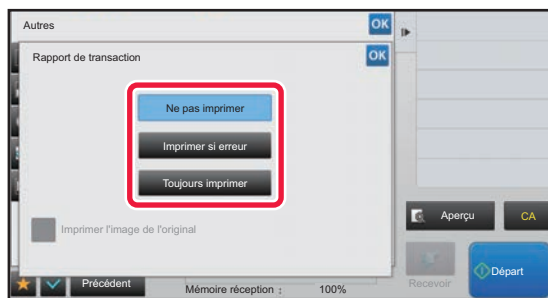 Autres
OK
Rapport de transaction
OK
Ne pas imprimer
Imprimer si erreur
Toujours imprimer
Imprimer l'image de l'original
Aperçu
CA
Précédent
Mémoire réception : 100%
Recevoir
Départ